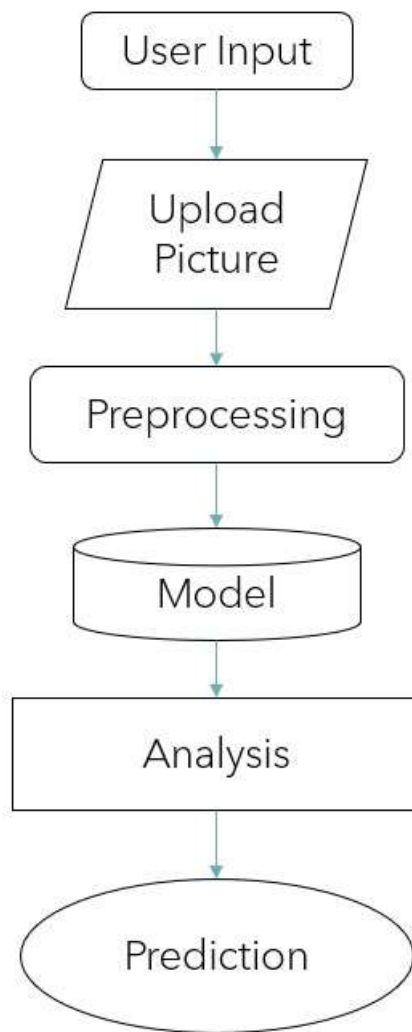 User Input
Upload
Picture
Preprocessing
Model
Analysis
Prediction